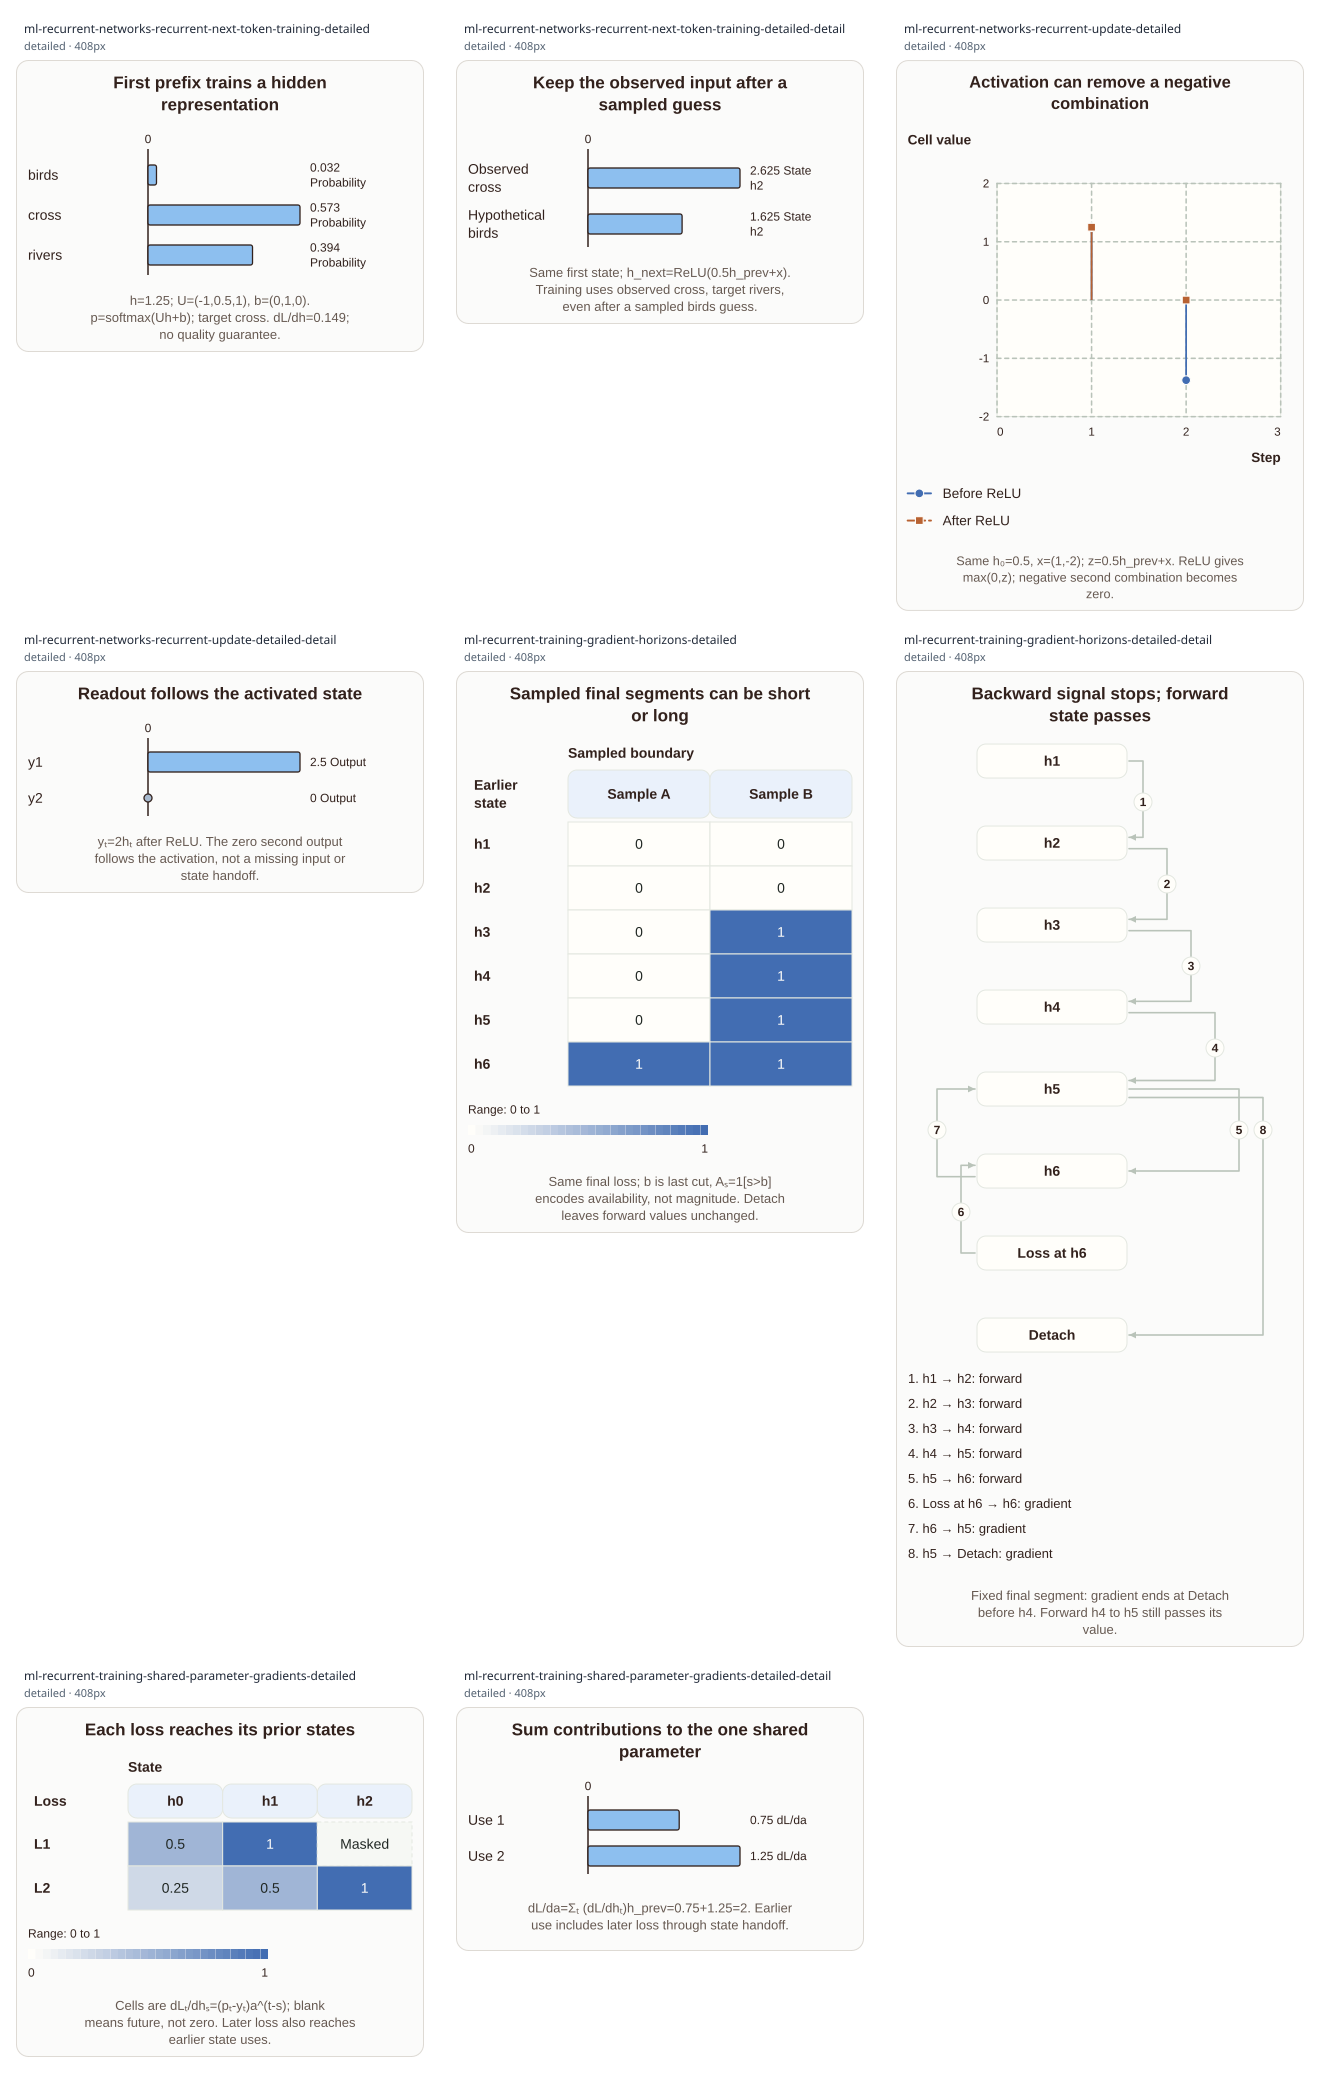 ml-recurrent-networks-recurrent-next-token-training-detailed
detailed · 408px
First prefix trains a hidden
representation
0
birds
0.032
Probability
cross
0.573
Probability
rivers
0.394
Probability
h=1.25; U=(-1,0.5,1), b=(0,1,0).
p=softmax(Uh+b); target cross. dL/dh=0.149;
no quality guarantee.
ml-recurrent-networks-recurrent-next-token-training-detailed-detail
detailed · 408px
Keep the observed input after a
sampled guess
0
Observed
cross
2.625 State
h2
Hypothetical
birds
1.625 State
h2
Same first state; h_next=ReLU(0.5h_prev+x).
Training uses observed cross, target rivers,
even after a sampled birds guess.
ml-recurrent-networks-recurrent-update-detailed
detailed · 408px
Activation can remove a negative
combination
Cell value
2
1
0
-1
-2
0 1 2 3
Step
Before ReLU
After ReLU
Same h₀=0.5, x=(1,-2); z=0.5h_prev+x. ReLU gives
max(0,z); negative second combination becomes
zero.
ml-recurrent-networks-recurrent-update-detailed-detail
detailed · 408px
Readout follows the activated state
0
y1
2.5 Output
y2
0 Output
yₜ=2hₜ after ReLU. The zero second output
follows the activation, not a missing input or
state handoff.
ml-recurrent-training-gradient-horizons-detailed
detailed · 408px
Sampled final segments can be short
or long
Sampled boundary
Earlier
state
Sample A Sample B
h1 0 0
h2 0 0
h3 0 1
h4 0 1
h5 0 1
h6 1 1
Range: 0 to 1
0 1
Same final loss; b is last cut, Aₛ=1[s>b]
encodes availability, not magnitude. Detach
leaves forward values unchanged.
ml-recurrent-training-gradient-horizons-detailed-detail
detailed · 408px
Backward signal stops; forward
state passes
h1
1
h2
2
h3
3
h4
4
h5
7 5 8
h6
6
Loss at h6
Detach
1. h1 → h2: forward
2. h2 → h3: forward
3. h3 → h4: forward
4. h4 → h5: forward
5. h5 → h6: forward
6. Loss at h6 → h6: gradient
7. h6 → h5: gradient
8. h5 → Detach: gradient
Fixed final segment: gradient ends at Detach
before h4. Forward h4 to h5 still passes its
value.
ml-recurrent-training-shared-parameter-gradients-detailed
detailed · 408px
Each loss reaches its prior states
State
Loss h0 h1 h2
L1 0.5 1 Masked
L2 0.25 0.5 1
Range: 0 to 1
0 1
Cells are dLₜ/dhₛ=(pₜ-yₜ)a^(t-s); blank
means future, not zero. Later loss also reaches
earlier state uses.
ml-recurrent-training-shared-parameter-gradients-detailed-detail
detailed · 408px
Sum contributions to the one shared
parameter
0
Use 1
0.75 dL/da
Use 2
1.25 dL/da
dL/da=Σₜ (dL/dhₜ)h_prev=0.75+1.25=2. Earlier
use includes later loss through state handoff.